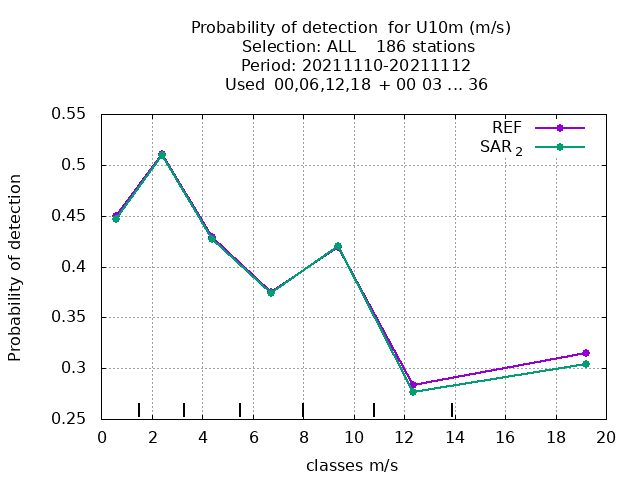 Probability of detection  for U10m (m/s)
Selection: ALL    186 stations
Period: 20211110-20211112
Used  00,06,12,18 + 00 03 ... 36
REF
SAR 2
Probability of detection
0.55
0.5
0.45
0.4
0.35
0.3
0.25
0 2 4 6 8 10 12 14 16 18 20
classes m/s